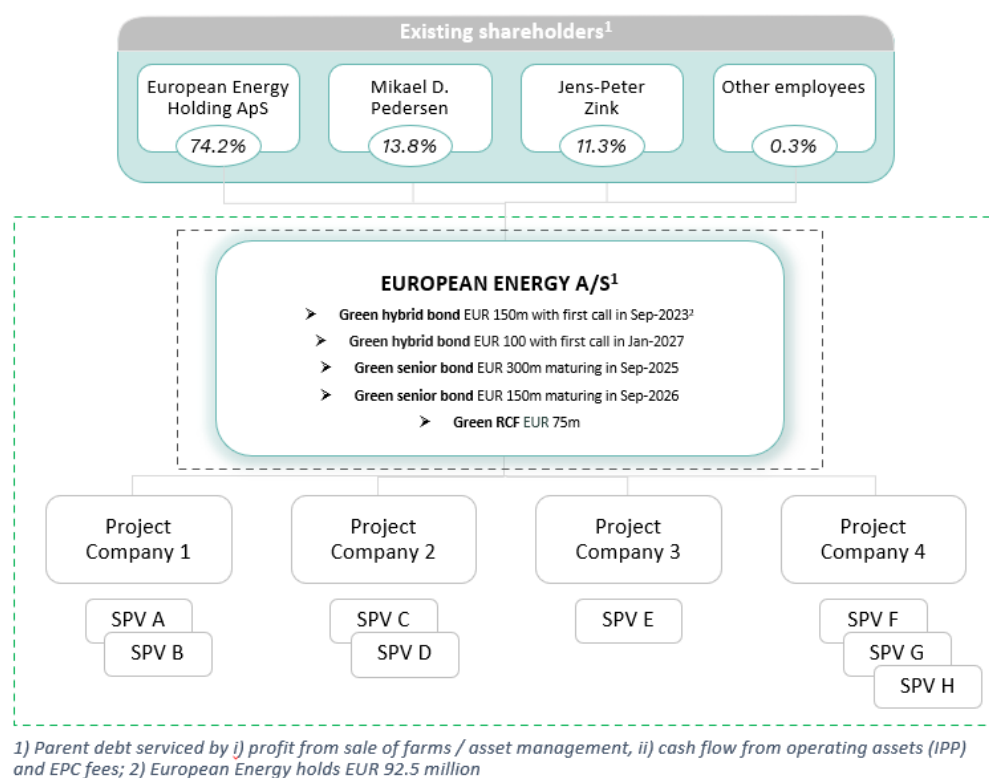 Existing shareholders¹
European Energy
Holding ApS
74.2%
Mikael D.
Pedersen
13.8%
Jens-Peter
Zink
11.3%
Other employees
0.3%
EUROPEAN ENERGY A/S¹
➤ Green hybrid bond EUR 150m with first call in Sep-2023²
➤ Green hybrid bond EUR 100 with first call in Jan-2027
➤ Green senior bond EUR 300m maturing in Sep-2025
➤ Green senior bond EUR 150m maturing in Sep-2026
➤ Green RCF EUR 75m
Project
Company 1
Project
Company 2
Project
Company 3
Project
Company 4
SPV A
SPV B
SPV C
SPV D
SPV E
SPV F
SPV G
SPV H
1) Parent debt serviced by i) profit from sale of farms / asset management, ii) cash flow from operating assets (IPP)
and EPC fees; 2) European Energy holds EUR 92.5 million